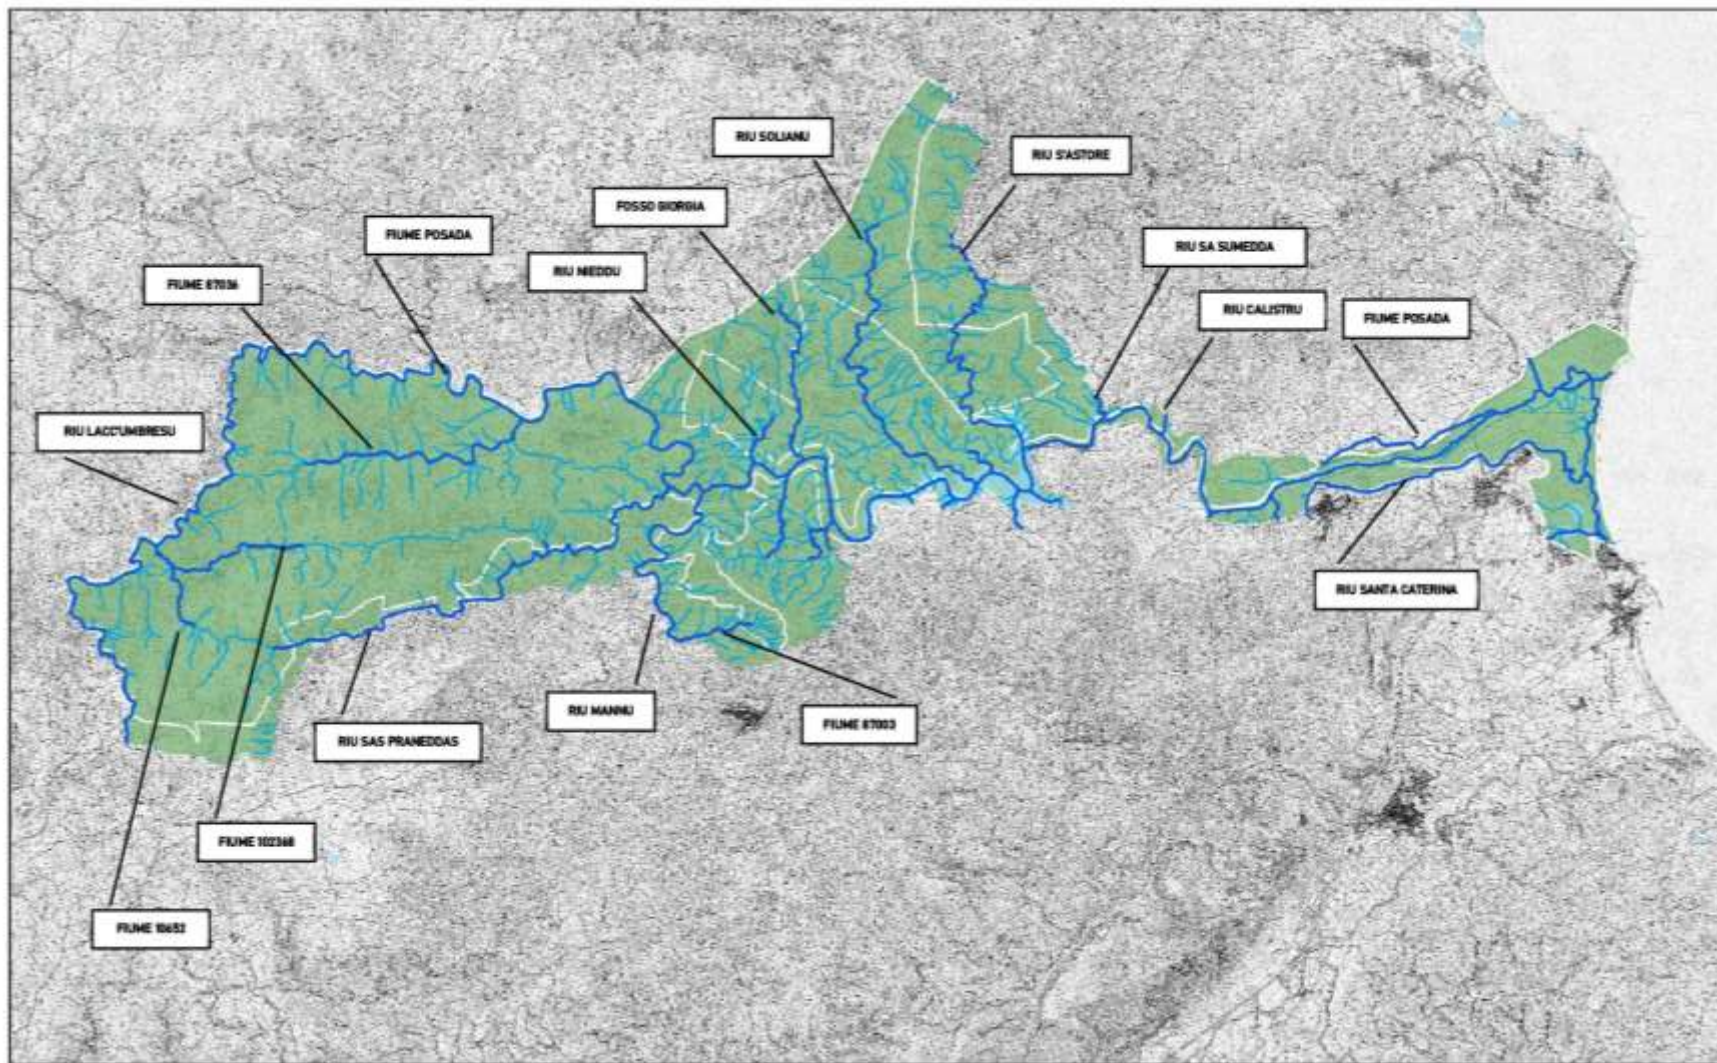 RIU SOLIANU
RIU S'ASTORE
FOSSO GIORGIA
FIUME POSADA
RIU SA SUMEDDA
RIU NIEDDU
FIUME 87036
RIU CALISTRU
FIUME POSADA
RIU LACC'UMBRESU
RIU SANTA CATERINA
RIU MANNU
FIUME 87003
RIU SAS PRANEDDAS
FIUME 102368
FIUME 10652